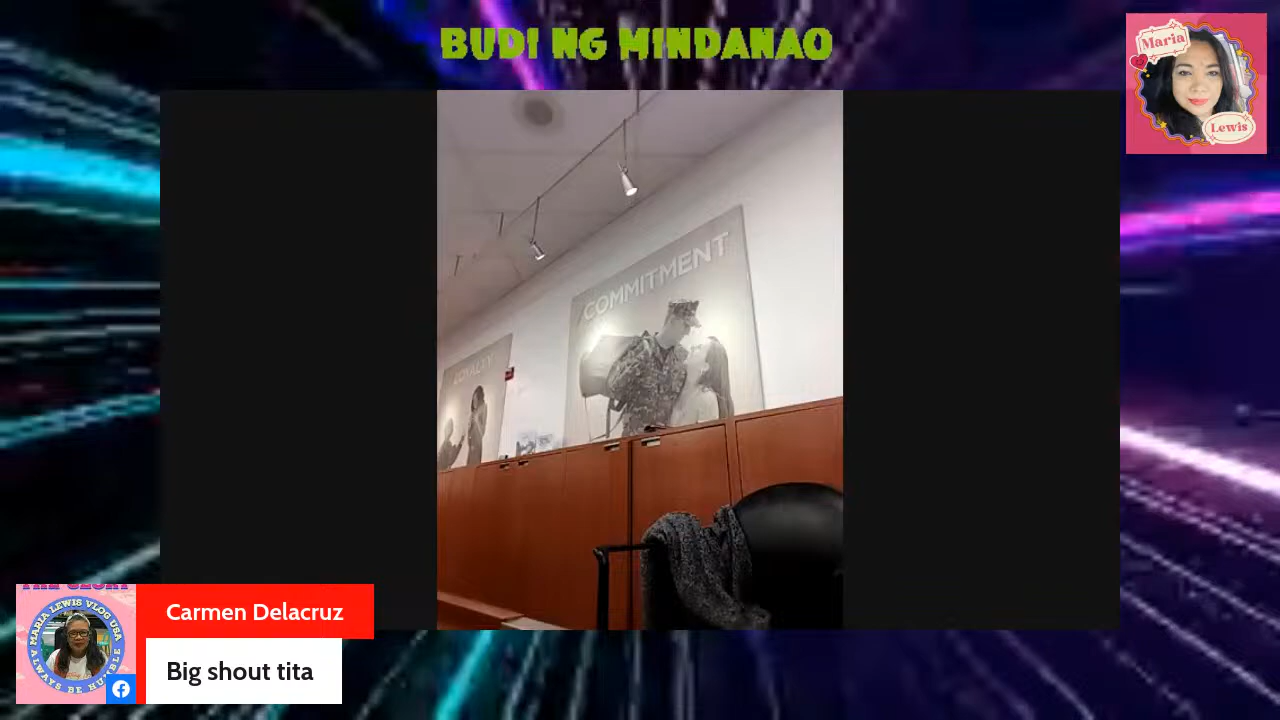 BUDI NG MINDANAO
Maria
Lewis
COMMITMENT
LOYALTY
MARIA LEWIS VLOG USA
ALWAYS BE HUMBLE
Carmen Delacruz
Big shout tita